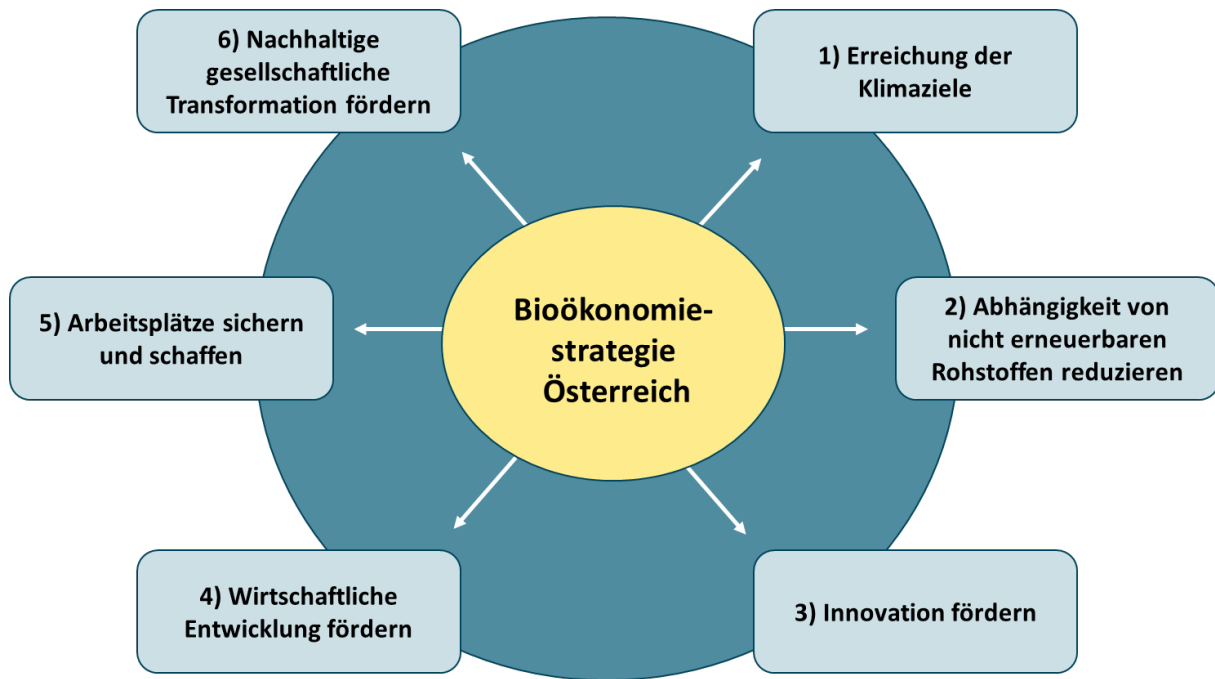 6) Nachhaltige
gesellschaftliche
Transformation fördern
1) Erreichung der
Klimaziele
5) Arbeitsplätze sichern
und schaffen
Bioökonomie-
strategie
Österreich
2) Abhängigkeit von
nicht erneuerbaren
Rohstoffen reduzieren
4) Wirtschaftliche
Entwicklung fördern
3) Innovation fördern